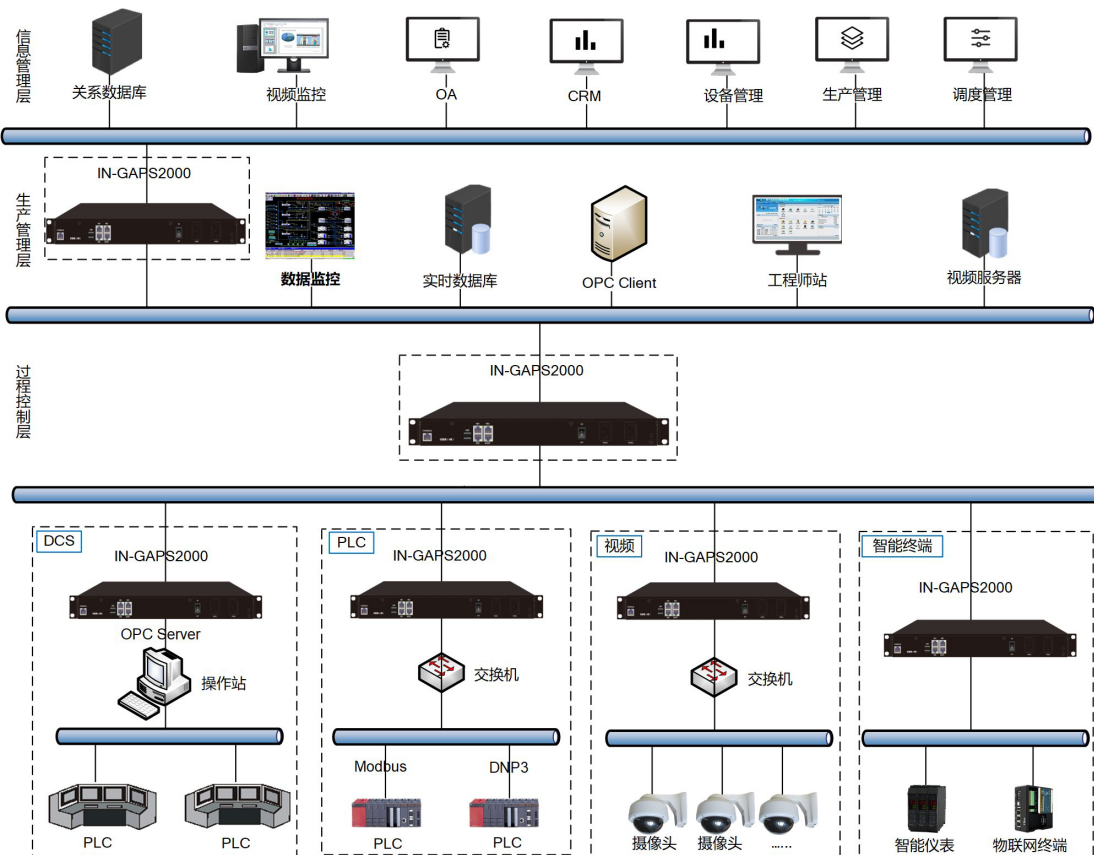 信息管理层
关系数据库
视频监控
OA
CRM
设备管理
生产管理
调度管理
生产管理层
IN-GAPS2000
数据监控
实时数据库
OPC Client
工程师站
视频服务器
过程控制层
IN-GAPS2000
DCS
IN-GAPS2000
OPC Server
操作站
PLC
PLC
PLC
IN-GAPS2000
交换机
Modbus
DNP3
PLC
PLC
视频
IN-GAPS2000
交换机
摄像头
摄像头
......
智能终端
IN-GAPS2000
智能仪表
物联网终端